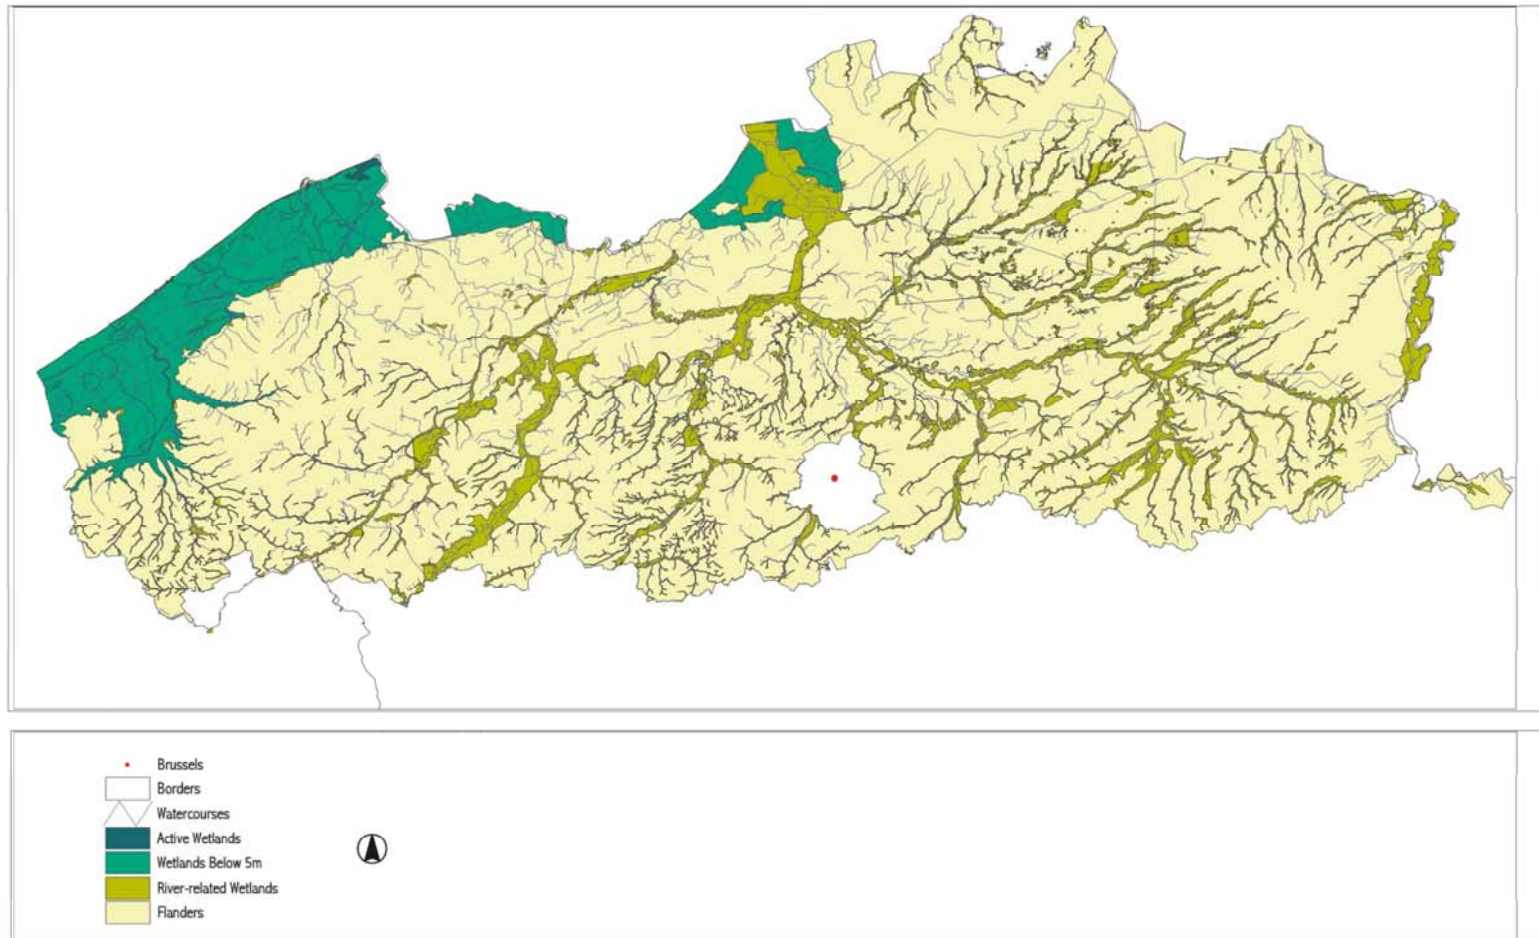 Brussels
Borders
Watercourses
Active Wetlands
Wetlands Below 5m
River-related Wetlands
Flanders